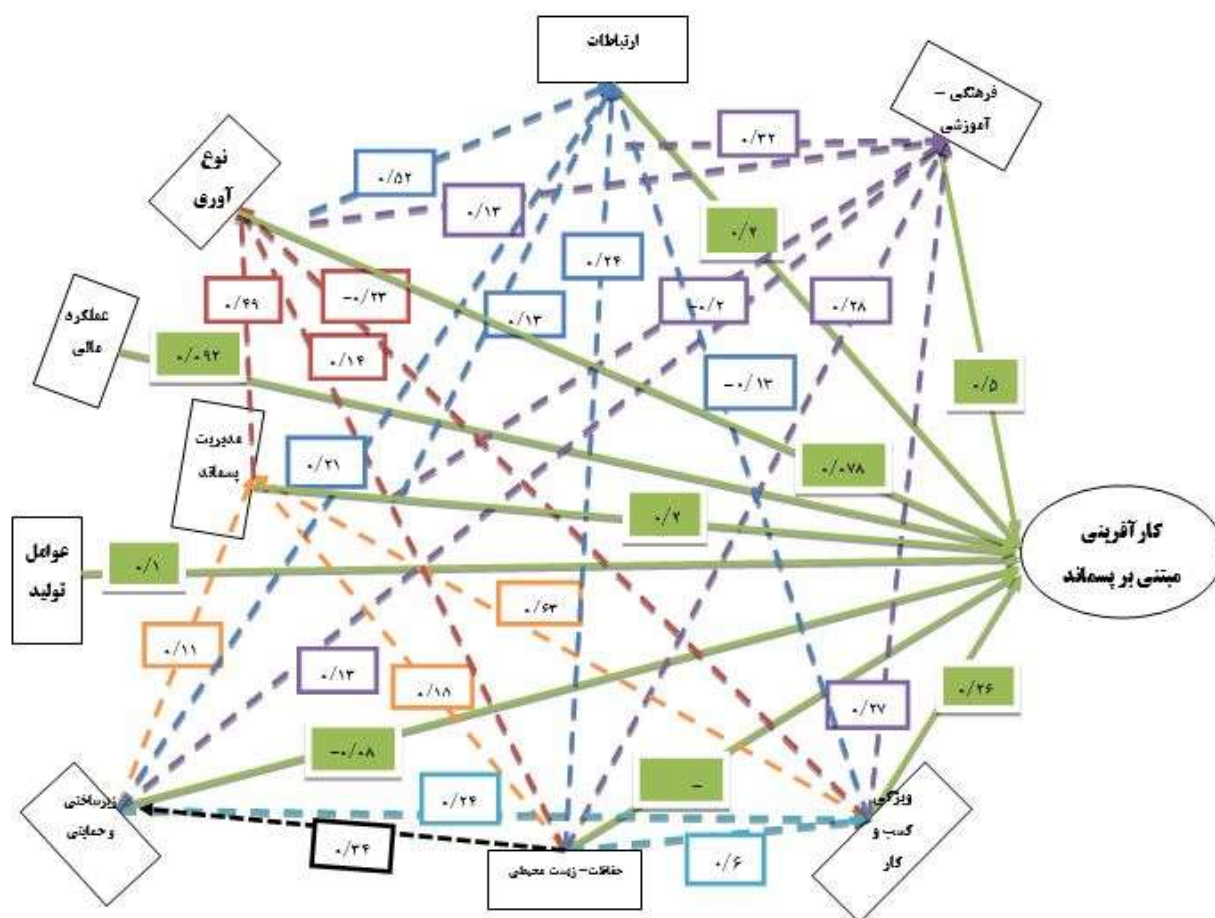 ارتباطات
فرهنگی –
آموزشی
۰/۳۲
۰/۵۲
نوع
آوری
۰/۱۳
۰/۲
۰/۲۴
-۰/۲۳
-۰/۲
۰/۲۸
۰/۴۹
۰/۱۳
عملکرد
مالی
۰/۰۹۲
۰/۱۴
-۰/۱۳
۰/۵
مدیریت
پسماند
۰/۲۱
۰/۰۷۸
۰/۲
عوامل
تولید
۰/۱
کارآفرینی
مبتنی بر پسماند
۰/۶۳
۰/۱۱
۰/۱۳
۰/۱۸
۰/۲۶
۰/۲۷
-۰/۰۸
–
زیرساختی
و حمایتی
۰/۲۴
ویژگی
کسب و
کار
۰/۳۴
حفاظت – زیست محیطی
۰/۶